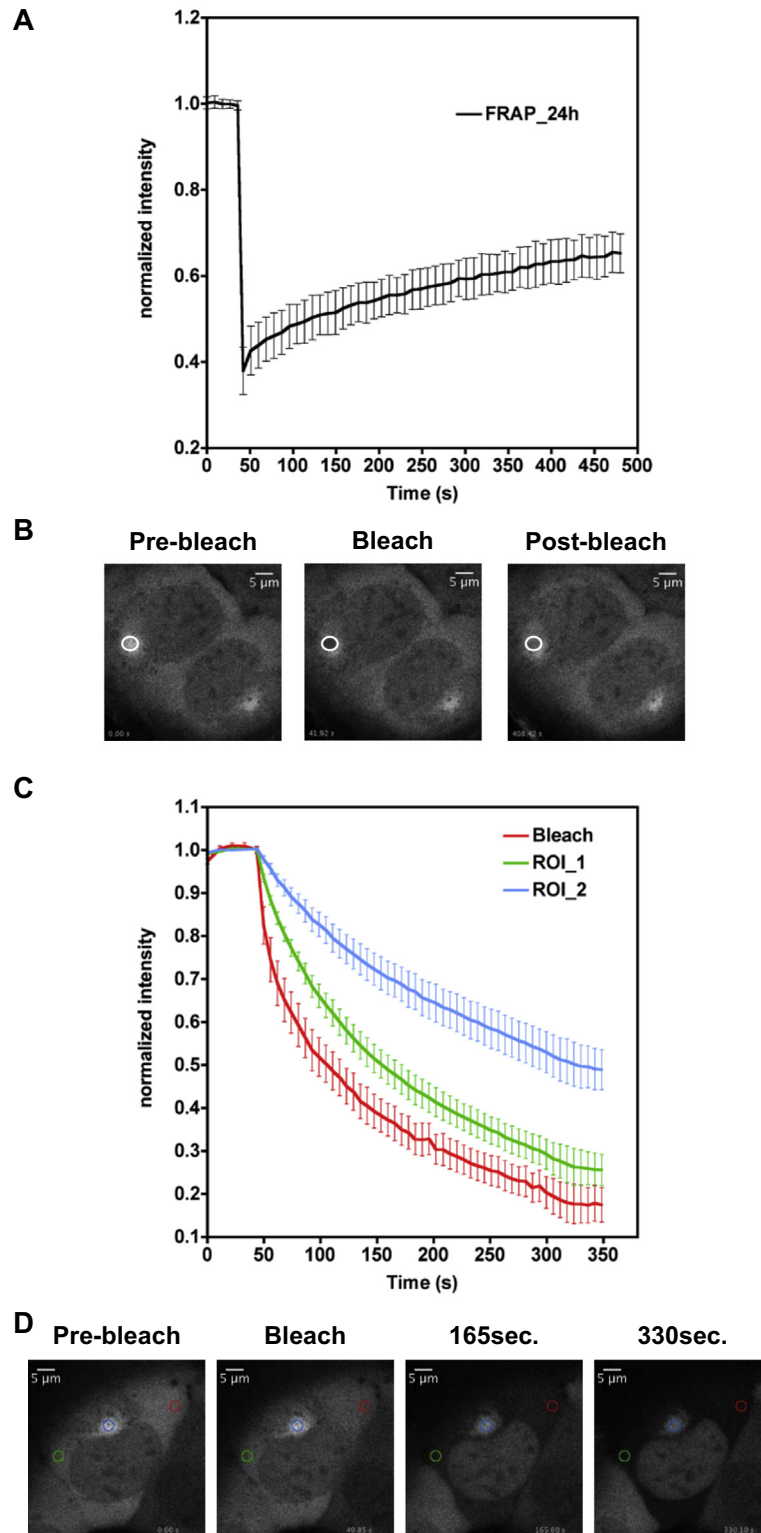 A
1.2
1.0
0.8
0.6
0.4
0.2
normalized intensity
FRAP_24h
0 50 100 150 200 250 300 350 400 450 500
Time (s)
B
Pre-bleach Bleach Post-bleach
5 µm 5 µm 5 µm
0.00 s 41.92 s 408.42 s
C
1.1
1.0
0.9
0.8
0.7
0.6
0.5
0.4
0.3
0.2
0.1
normalized intensity
Bleach
ROI_1
ROI_2
0 50 100 150 200 250 300 350
Time (s)
D
Pre-bleach Bleach 165sec. 330sec.
5 µm 5 µm 5 µm 5 µm
0.00 s 49.85 s 165.60 s 330.10 s